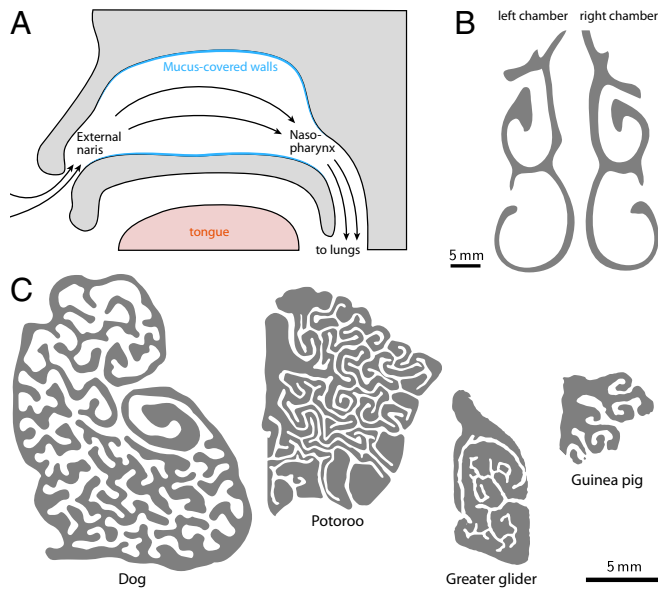 A
Mucus-covered walls
External
naris
Naso-
pharynx
tongue
to lungs
B
left chamber
right chamber
5 mm
C
Dog
Potoroo
Greater glider
Guinea pig
5 mm